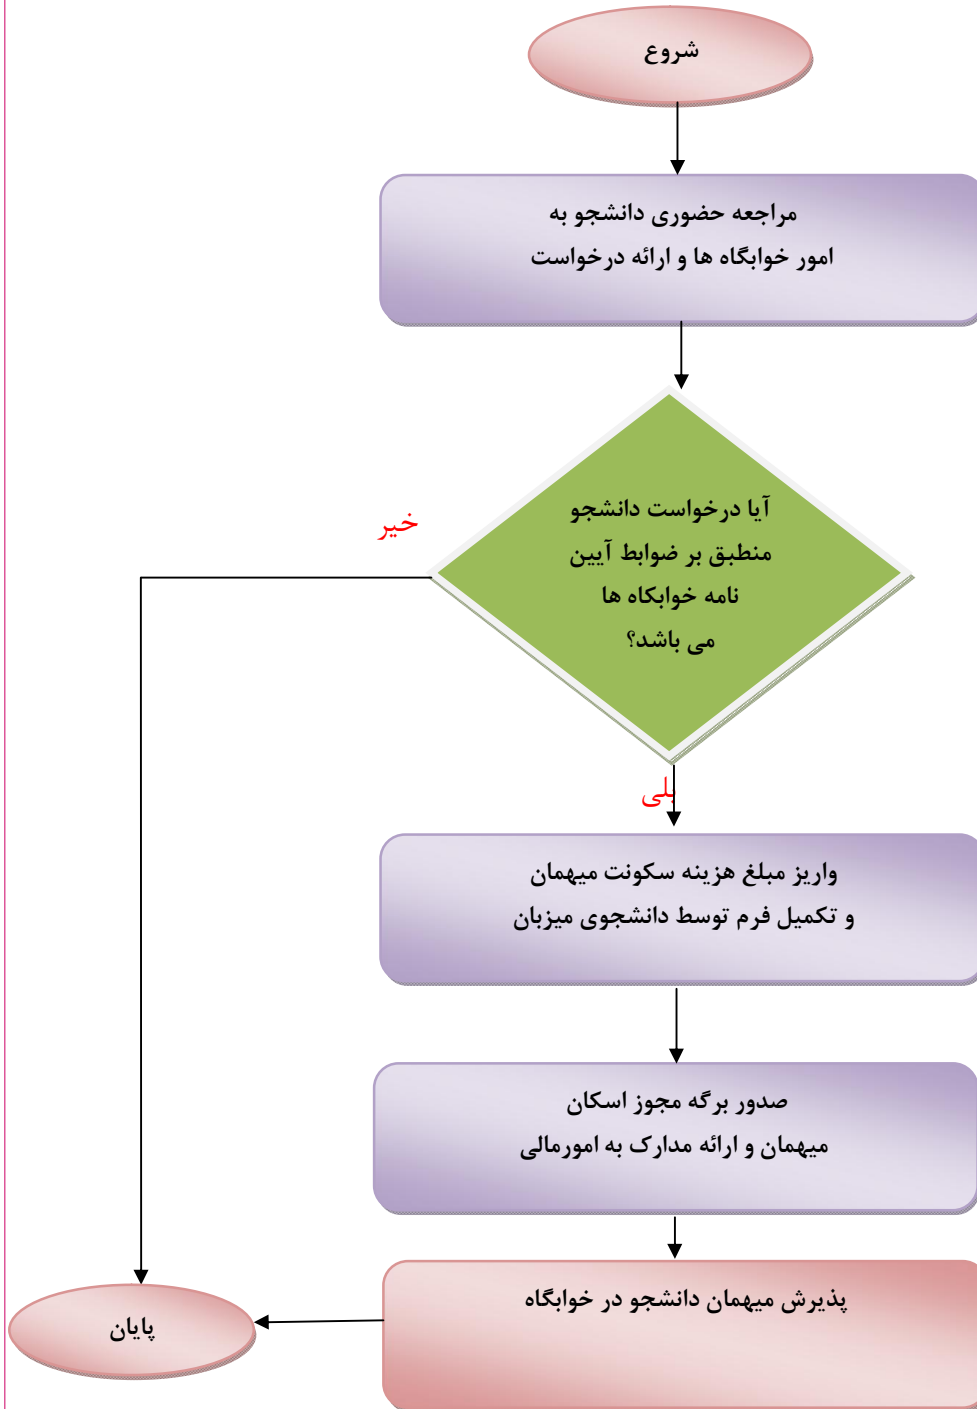 شروع
مراجعه حضوری دانشجو به
امور خوابگاه ها و ارائه درخواست
آیا درخواست دانشجو
منطبق بر ضوابط آیین
نامه خوابکاه ها
می باشد؟
خیر
بلی
واریز مبلغ هزینه سکونت میهمان
و تکمیل فرم توسط دانشجوی میزبان
صدور برگه مجوز اسکان
میهمان و ارائه مدارک به امورمالی
پذیرش میهمان دانشجو در خوابگاه
پایان